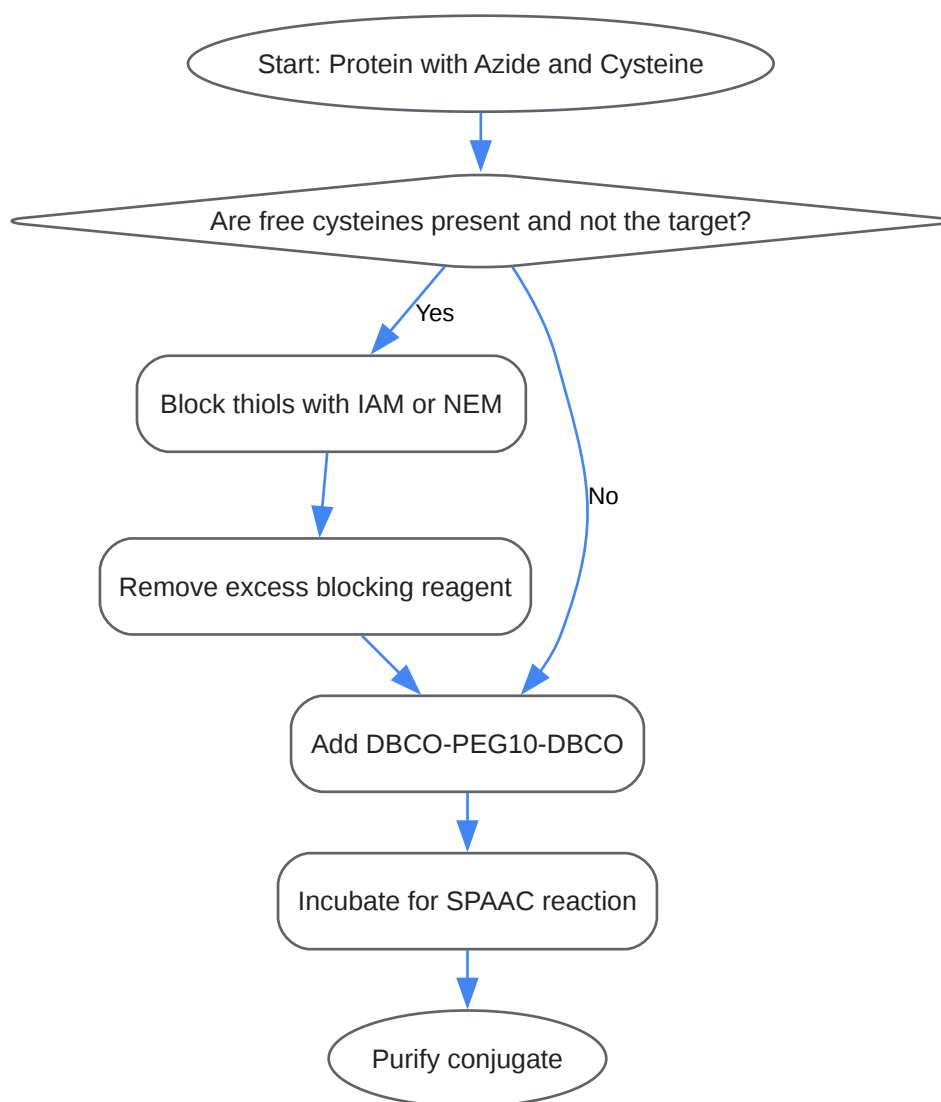 Start: Protein with Azide and Cysteine
Are free cysteines present and not the target?
Yes
Block thiols with IAM or NEM
No
Remove excess blocking reagent
Add DBCO-PEG10-DBCO
Incubate for SPAAC reaction
Purify conjugate